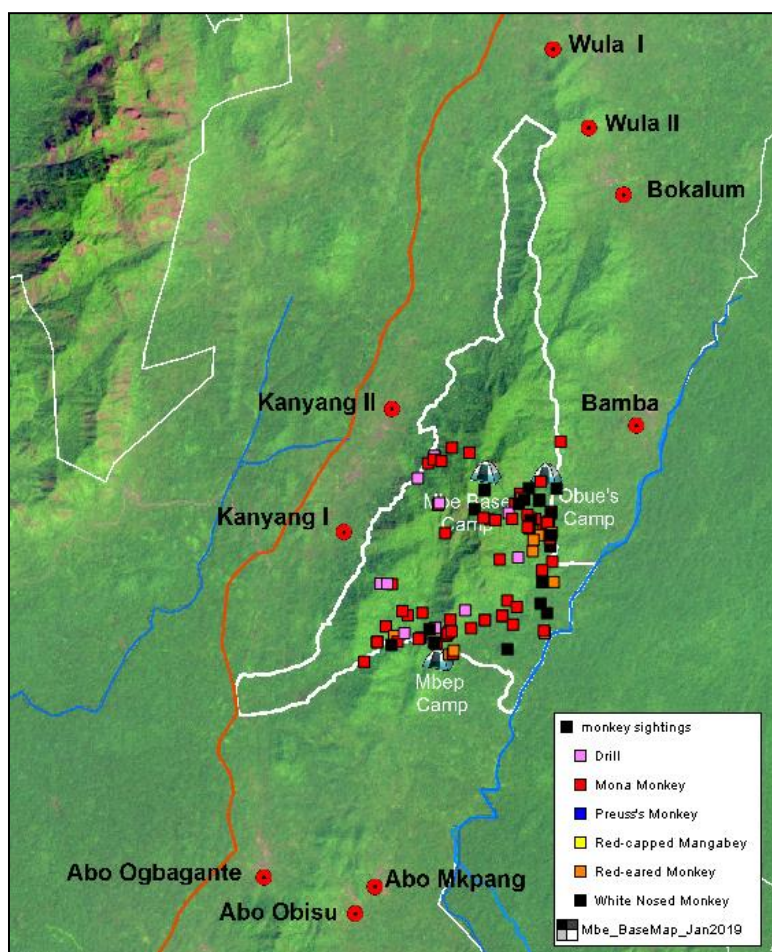 Wula I
Wula II
Bokalum
Kanyang II
Bamba
Mbe Base
Camp
Obue's
Camp
Kanyang I
Mbep
Camp
monkey sightings
Drill
Mona Monkey
Preuss's Monkey
Red-capped Mangabey
Red-eared Monkey
White Nosed Monkey
Mbe_BaseMap_Jan2019
Abo Ogbagante
Abo Mkpang
Abo Obisu